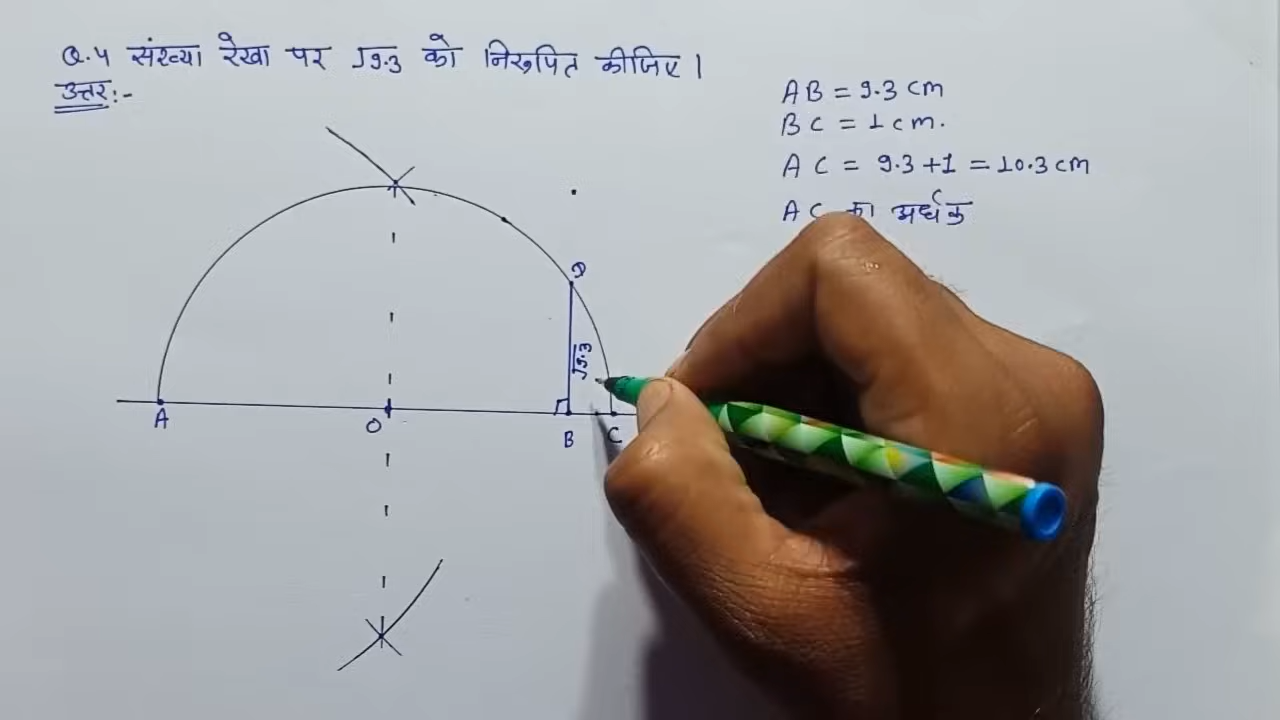 Q.4 संख्या रेखा पर √9.3 को निरूपित कीजिए।
उत्तर:-
AB = 9.3 cm
BC = 1 cm.
AC = 9.3 + 1 = 10.3 cm
AC का अर्धक
D
√9.3
A
O
B
C